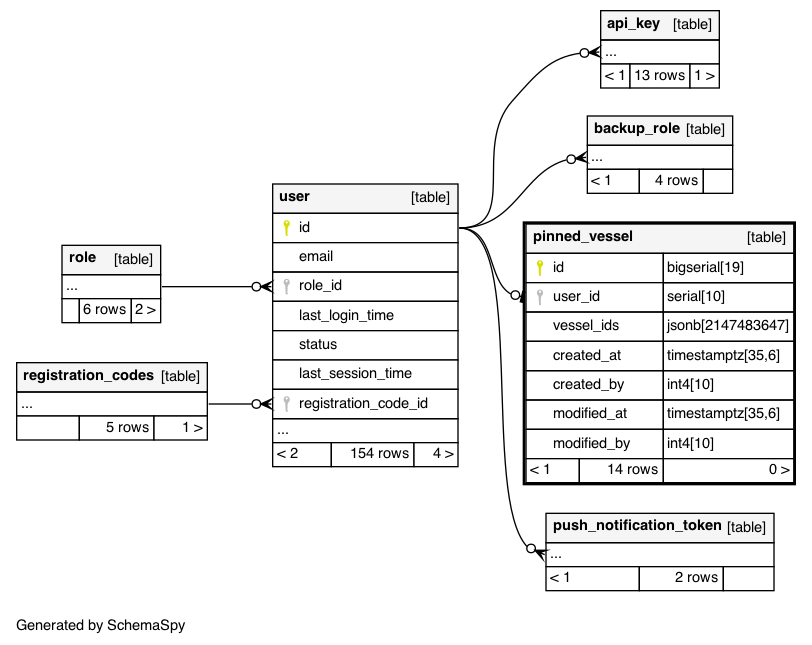 api_key [table]
...
< 1 13 rows 1 >
backup_role [table]
...
< 1 4 rows
user [table]
id
email
role_id
last_login_time
status
last_session_time
registration_code_id
...
< 2 154 rows 4 >
role [table]
...
6 rows 2 >
registration_codes [table]
...
5 rows 1 >
pinned_vessel [table]
id bigserial[19]
user_id serial[10]
vessel_ids jsonb[2147483647]
created_at timestamptz[35,6]
created_by int4[10]
modified_at timestamptz[35,6]
modified_by int4[10]
< 1 14 rows 0 >
push_notification_token [table]
...
< 1 2 rows
Generated by SchemaSpy